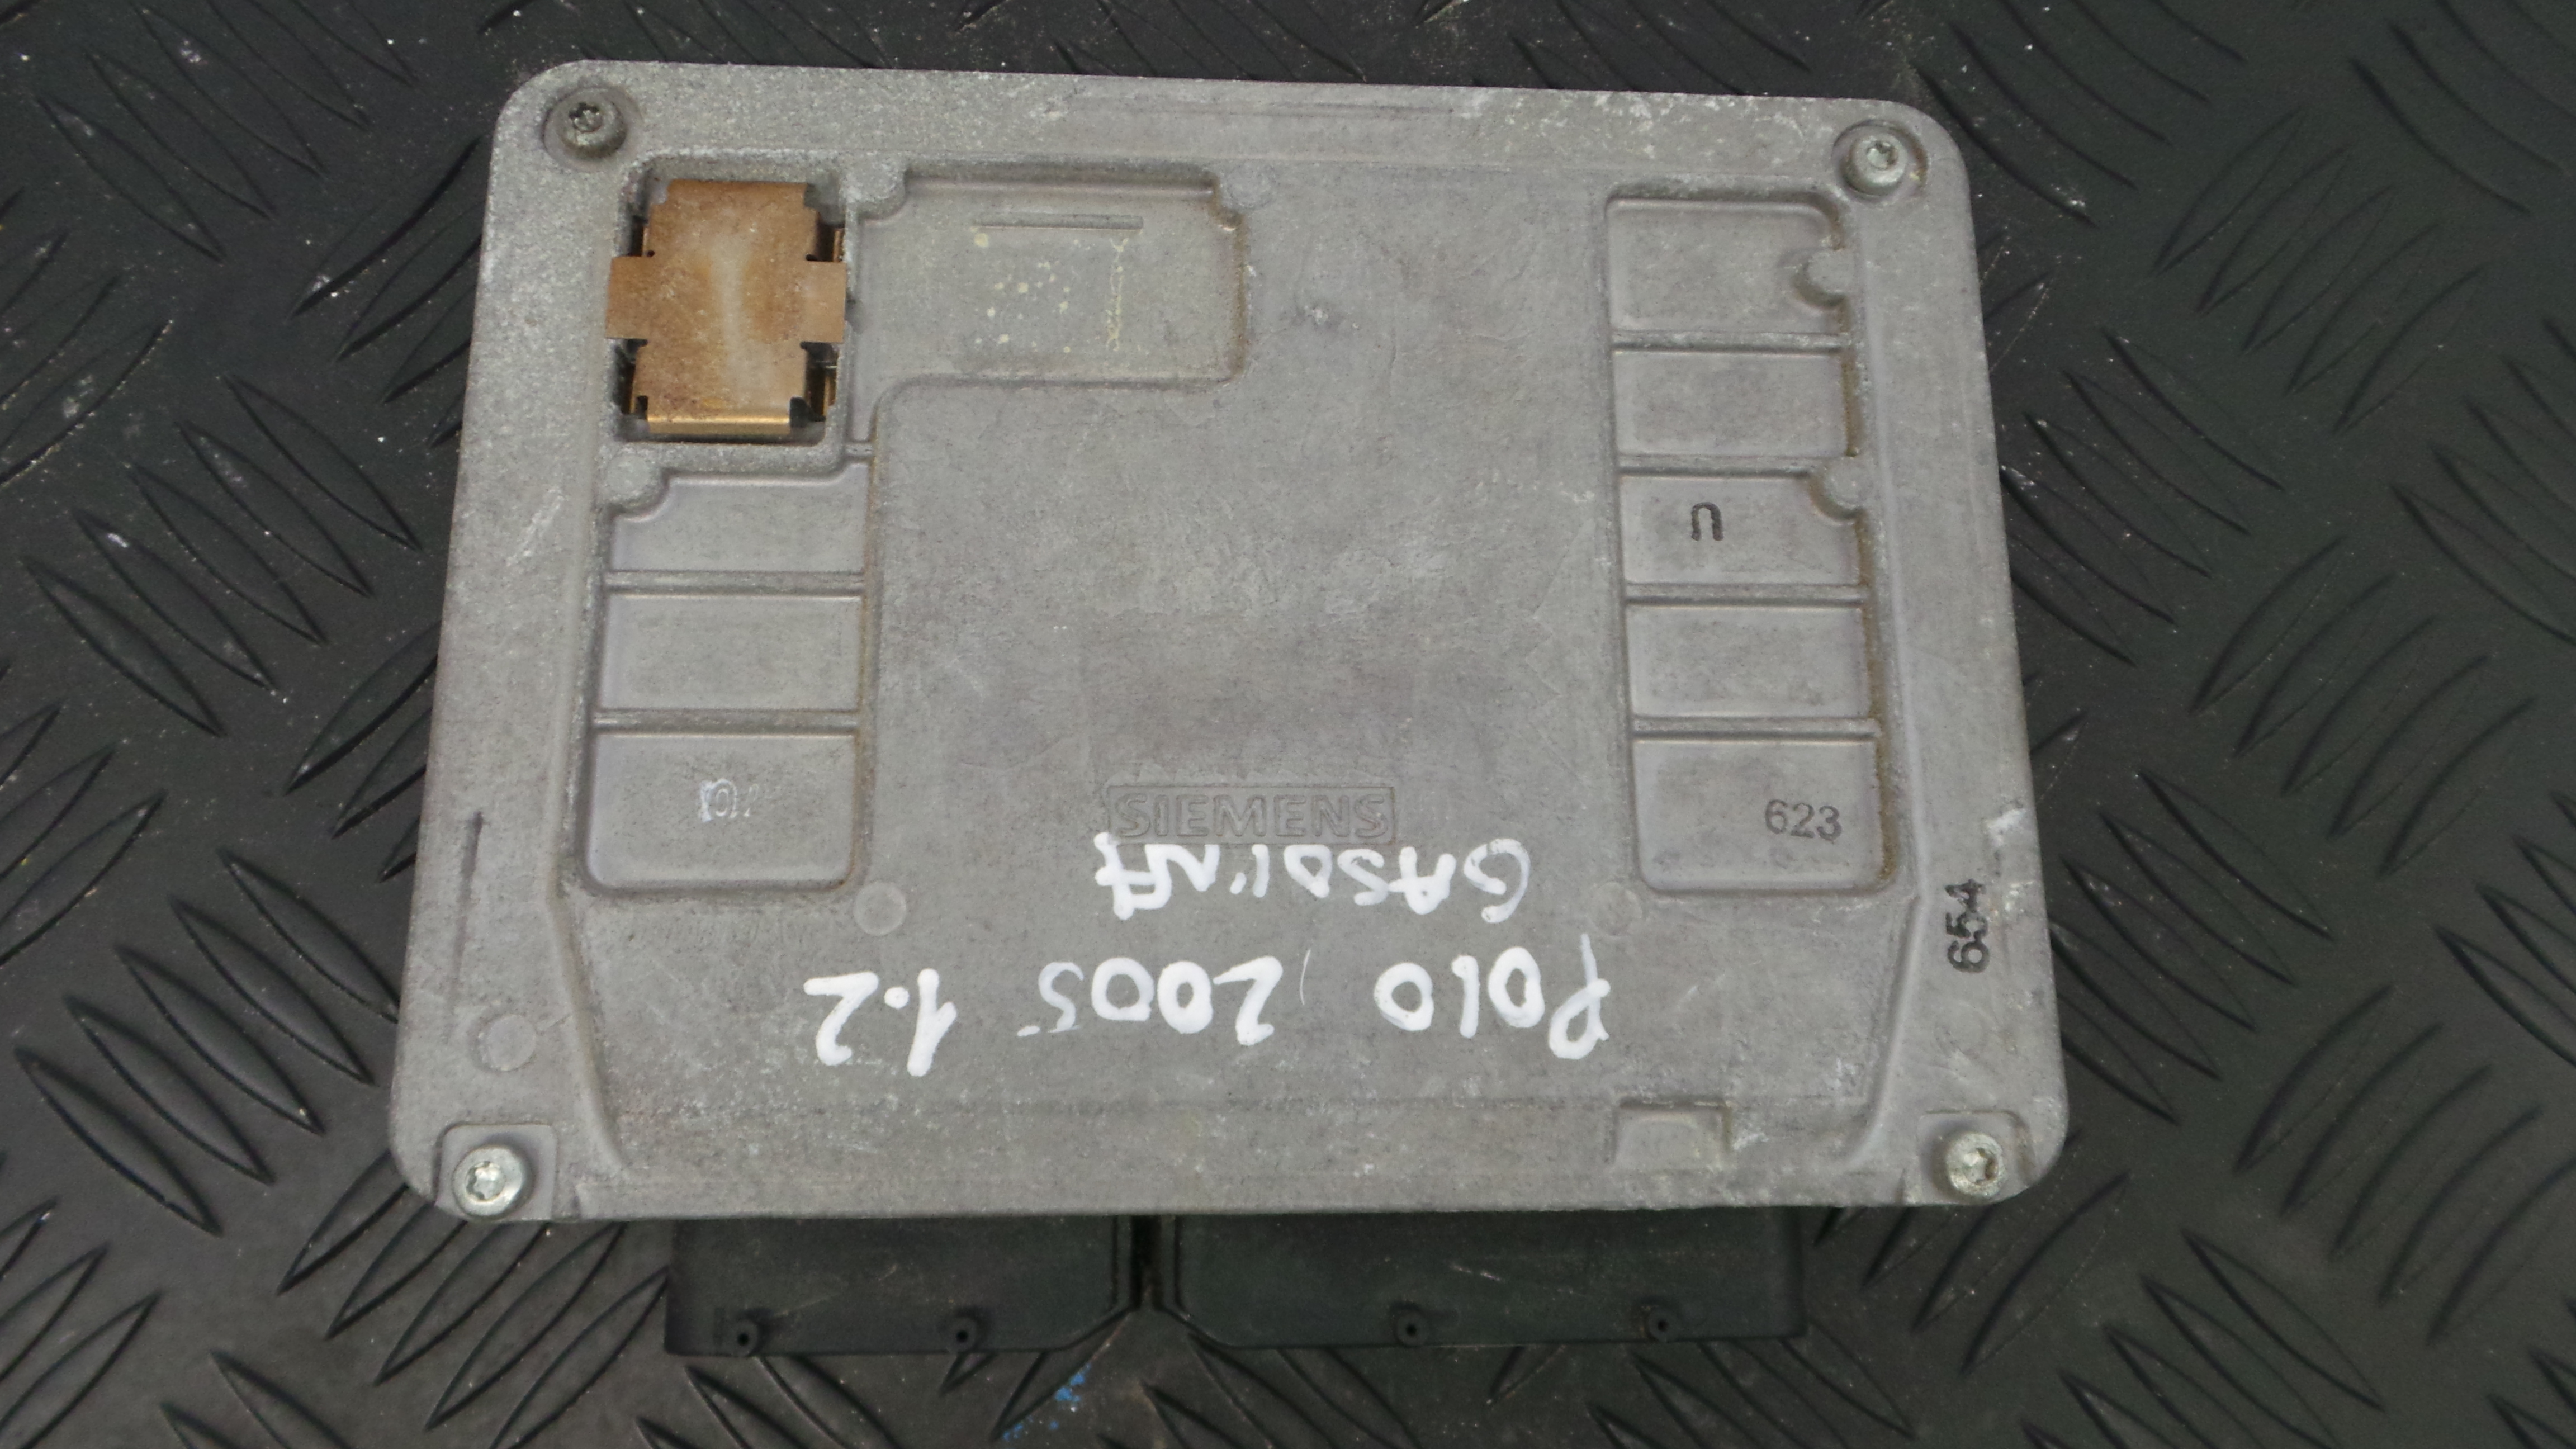 SIEMENS
POLO 2005 1.2
GASOLINA
623
654